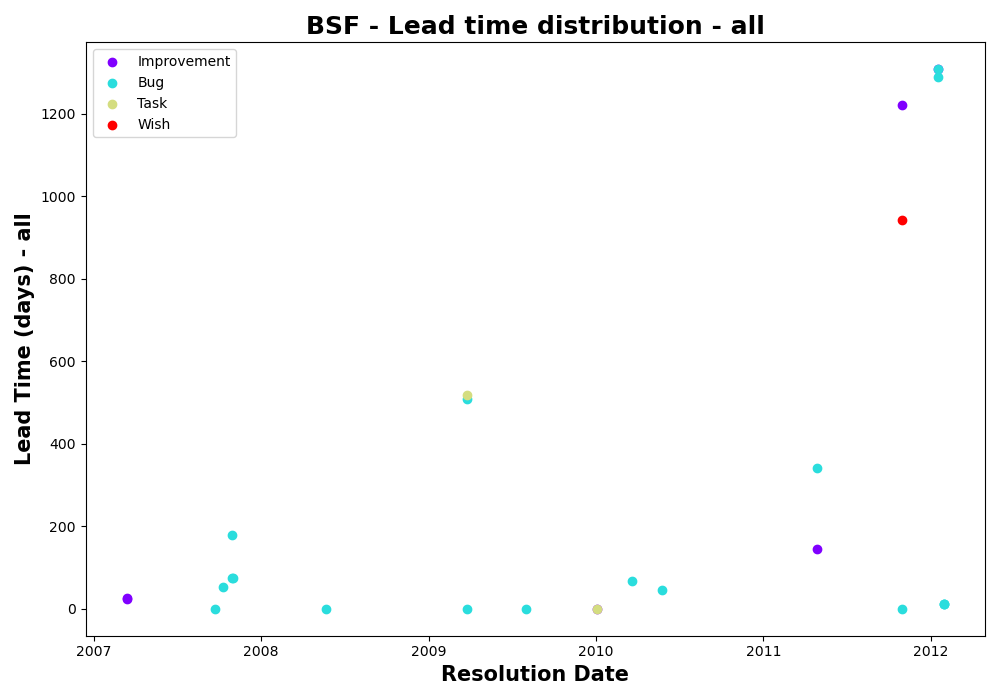 BSF - Lead time distribution - all
Improvement
Bug
Task
Wish
Lead Time (days) - all
1200
1000
800
600
400
200
0
2007 2008 2009 2010 2011 2012
Resolution Date